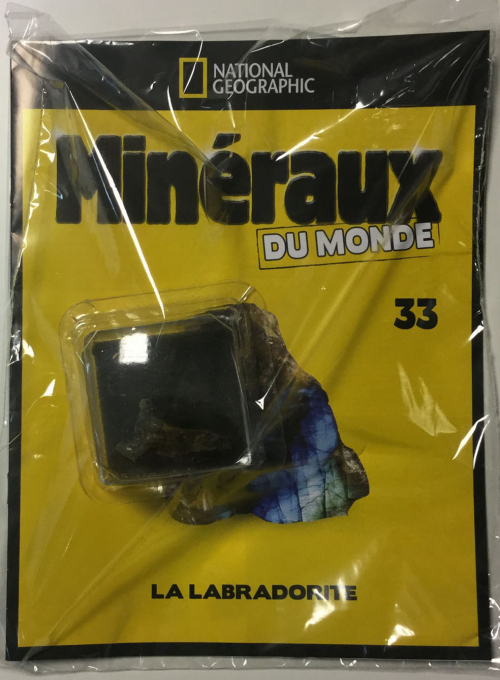 NATIONAL
GEOGRAPHIC
Minéraux
DU MONDE
33
LA LABRADORITE